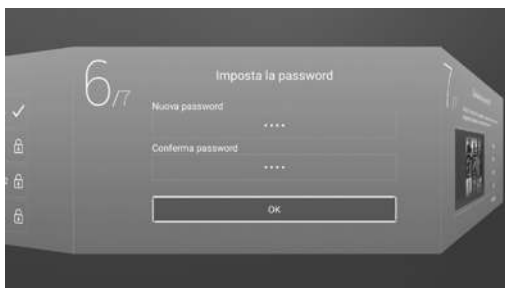 6/7
Imposta la password
Nuova password
••••
Conferma password
••••
OK
7